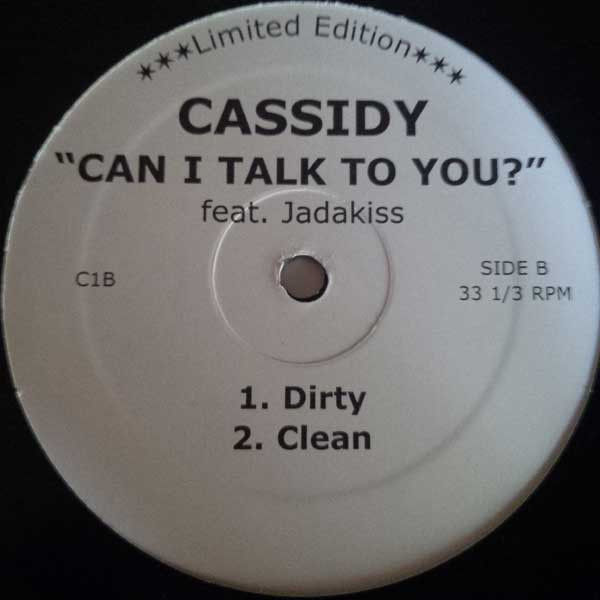 ***Limited Edition***
CASSIDY
"CAN I TALK TO YOU?"
feat. Jadakiss
C1B
SIDE B
33 1/3 RPM
1. Dirty
2. Clean